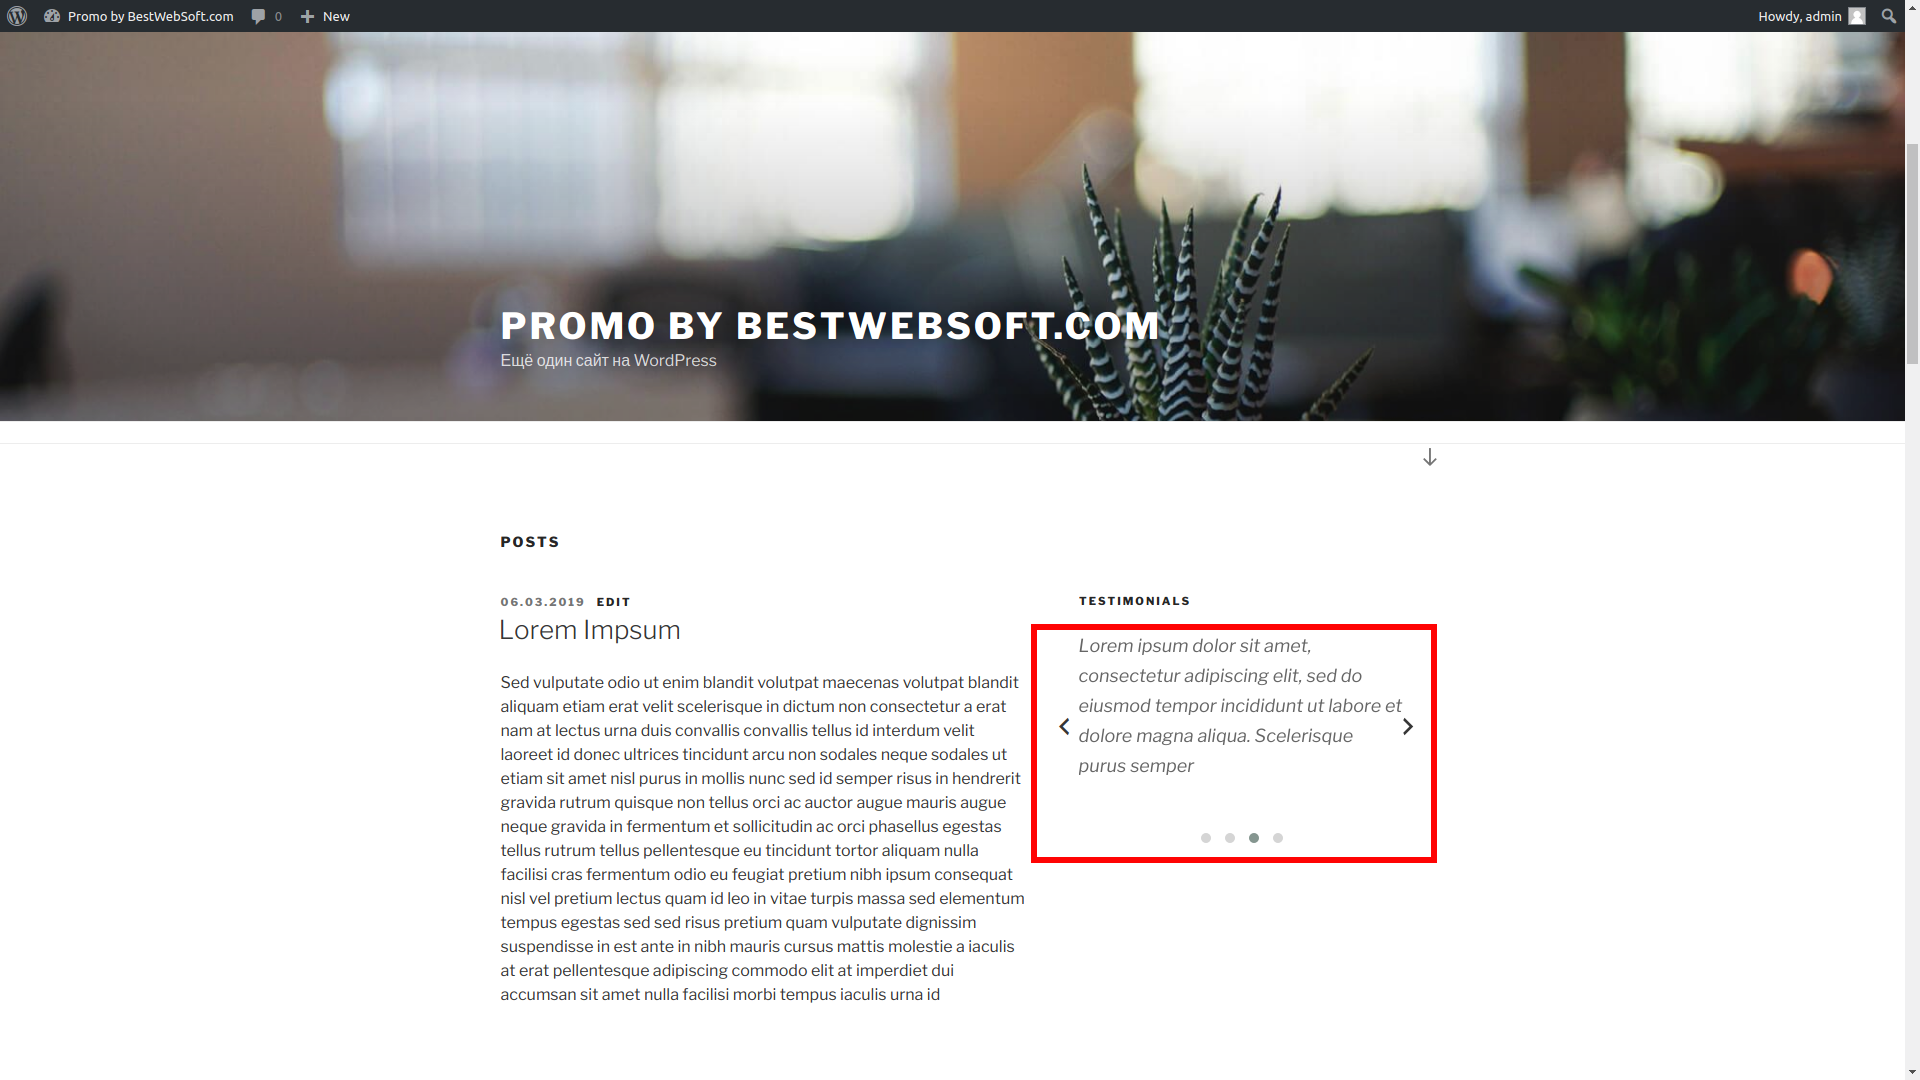 Promo by BestWebSoft.com 0 New Howdy, admin
PROMO BY BESTWEBSOFT.COM
Ещё один сайт на WordPress
POSTS
06.03.2019 EDIT
Lorem Impsum
Sed vulputate odio ut enim blandit volutpat maecenas volutpat blandit
aliquam etiam erat velit scelerisque in dictum non consectetur a erat
nam at lectus urna duis convallis convallis tellus id interdum velit
laoreet id donec ultrices tincidunt arcu non sodales neque sodales ut
etiam sit amet nisl purus in mollis nunc sed id semper risus in hendrerit
gravida rutrum quisque non tellus orci ac auctor augue mauris augue
neque gravida in fermentum et sollicitudin ac orci phasellus egestas
tellus rutrum tellus pellentesque eu tincidunt tortor aliquam nulla
facilisi cras fermentum odio eu feugiat pretium nibh ipsum consequat
nisl vel pretium lectus quam id leo in vitae turpis massa sed elementum
tempus egestas sed sed risus pretium quam vulputate dignissim
suspendisse in est ante in nibh mauris cursus mattis molestie a iaculis
at erat pellentesque adipiscing commodo elit at imperdiet dui
accumsan sit amet nulla facilisi morbi tempus iaculis urna id
TESTIMONIALS
Lorem ipsum dolor sit amet,
consectetur adipiscing elit, sed do
eiusmod tempor incididunt ut labore et
dolore magna aliqua. Scelerisque
purus semper